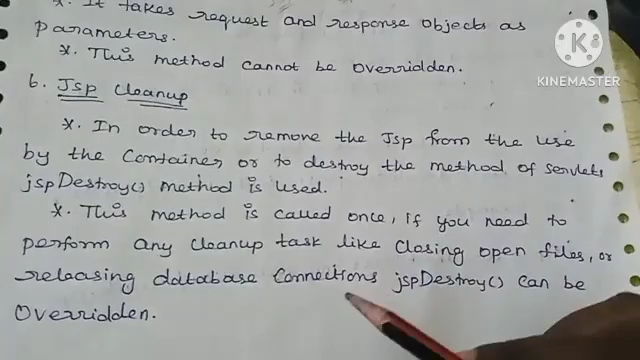 *. It takes request and response objects as
parameters.
*. This method cannot be overridden.
6. Jsp Cleanup
*. In order to remove the Jsp from the use
by the Container, or to destroy the method of servlets
jspDestroy() method is used.
*. This method is called once, if you need to
perform any cleanup task like closing open files, or
releasing database connections jspDestroy() can be
overridden.
KINEMASTER